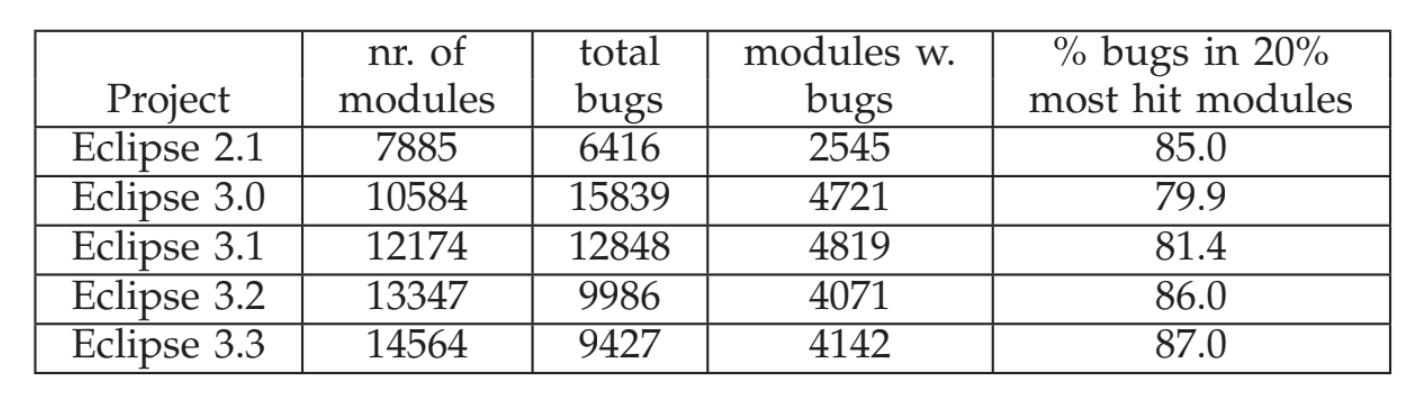 Project nr. of modules total bugs modules w. bugs % bugs in 20% most hit modules
Eclipse 2.1 7885 6416 2545 85.0
Eclipse 3.0 10584 15839 4721 79.9
Eclipse 3.1 12174 12848 4819 81.4
Eclipse 3.2 13347 9986 4071 86.0
Eclipse 3.3 14564 9427 4142 87.0